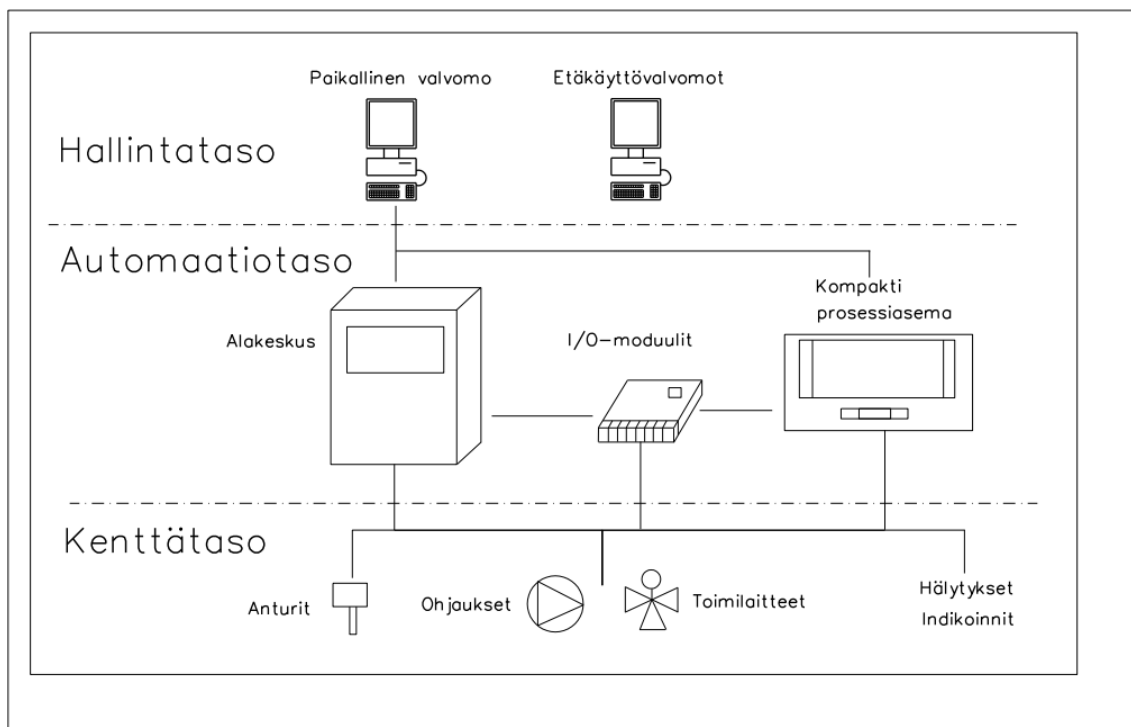 Paikallinen valvomo
Etäkäyttövalvomot
Hallintataso
Automaatiotaso
Kompakti
prosessiasema
Alakeskus
I/O-moduulit
Kenttätaso
Anturit
Ohjaukset
Toimilaitteet
Hälytykset
Indikoinnit